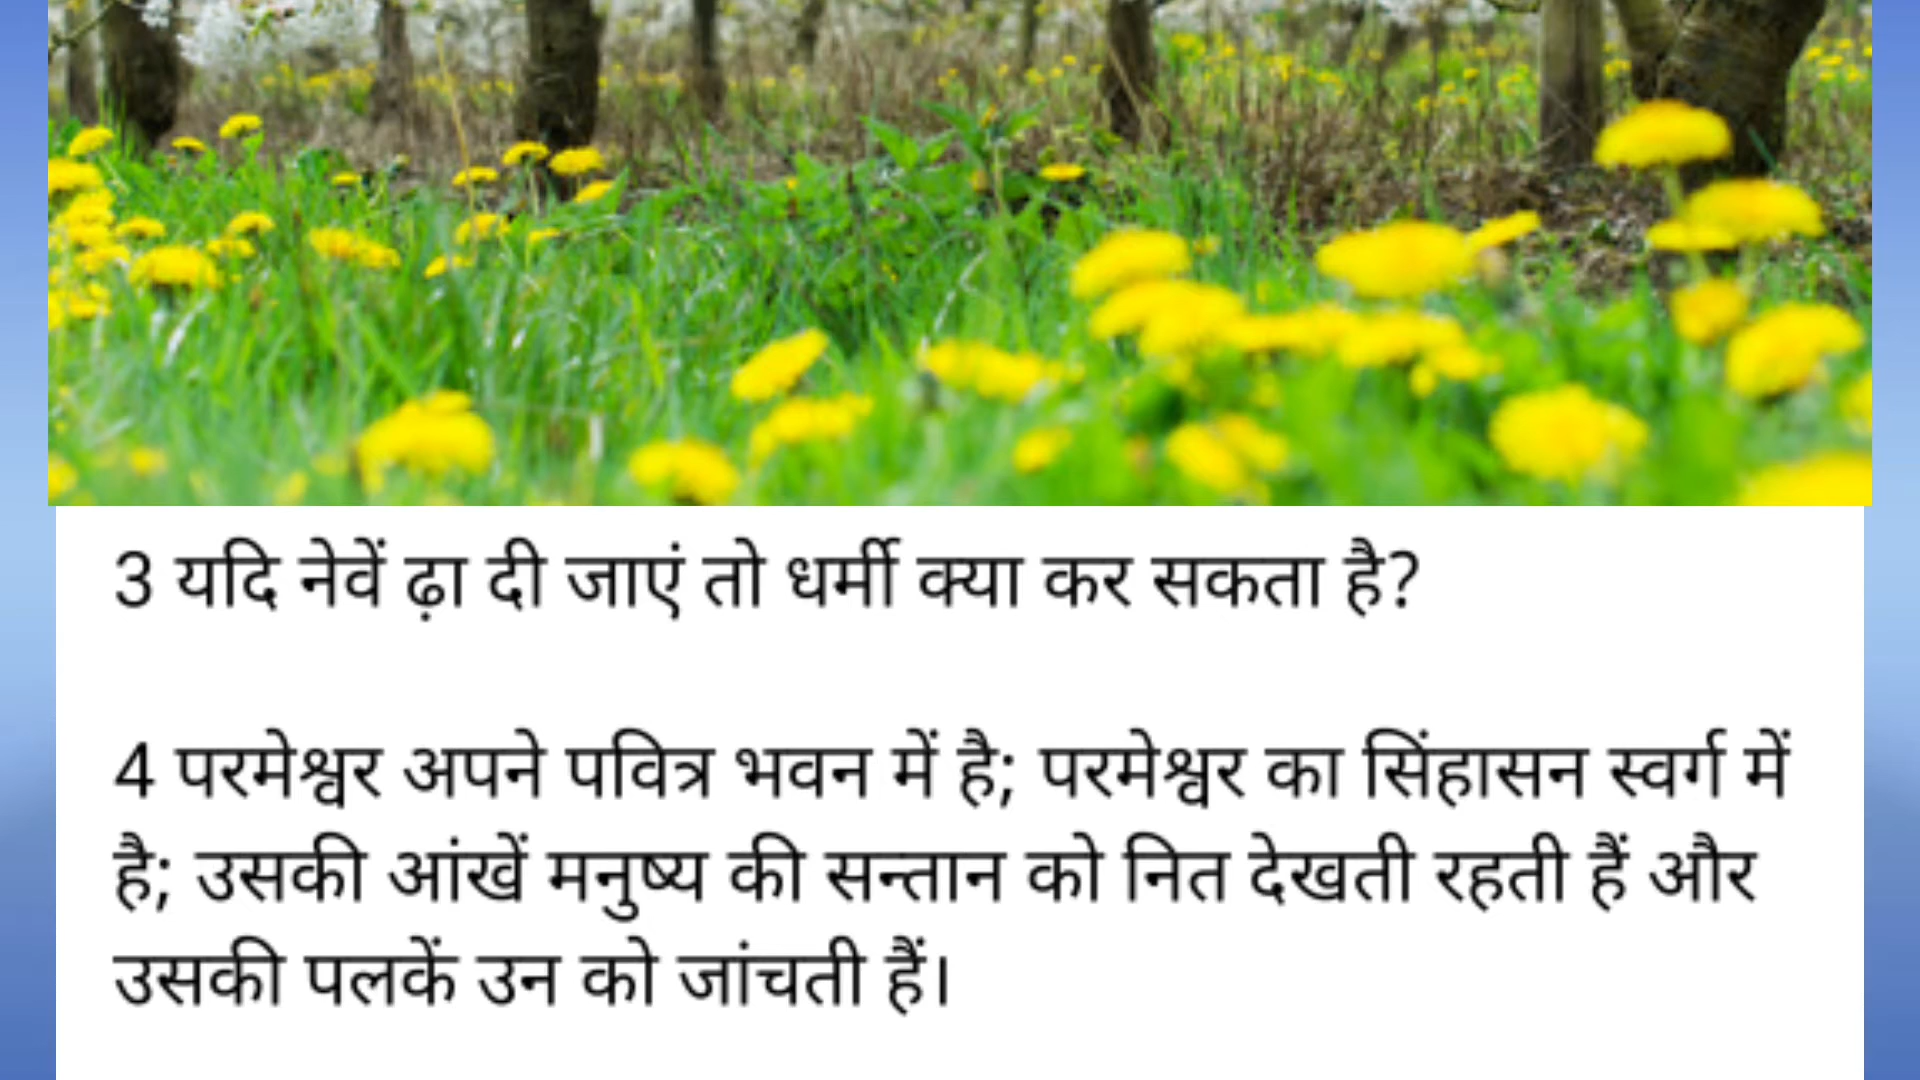 3 यदि नेवें ढ़ा दी जाएं तो धर्मी क्या कर सकता है?
4 परमेश्वर अपने पवित्र भवन में है; परमेश्वर का सिंहासन स्वर्ग में
है; उसकी आंखें मनुष्य की सन्तान को नित देखती रहती हैं और
उसकी पलकें उन को जांचती हैं।